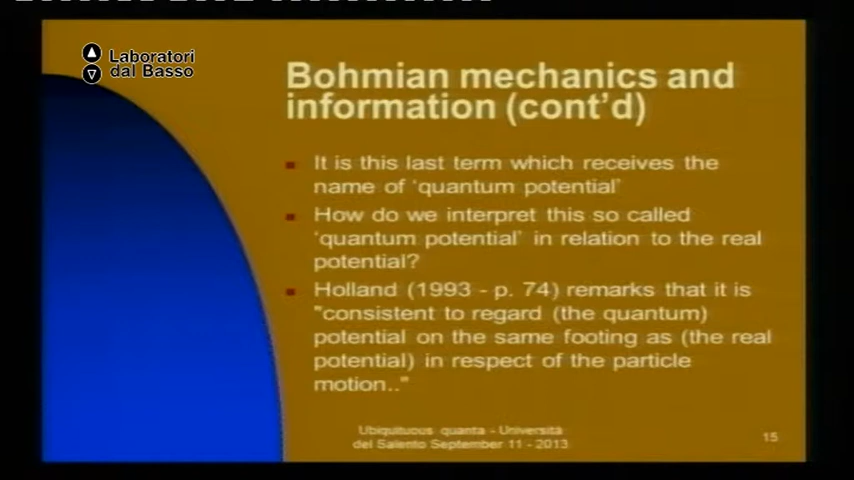 Laboratori
dal Basso
Bohmian mechanics and
information (cont'd)
It is this last term which receives the
name of 'quantum potential'
How do we interpret this so called
'quantum potential' in relation to the real
potential?
Holland (1993 - p. 74) remarks that it is
"consistent to regard (the quantum)
potential on the same footing as (the real
potential) in respect of the particle
motion.."
Ubiquituous quanta - Università
del Salento September 11 - 2013
15